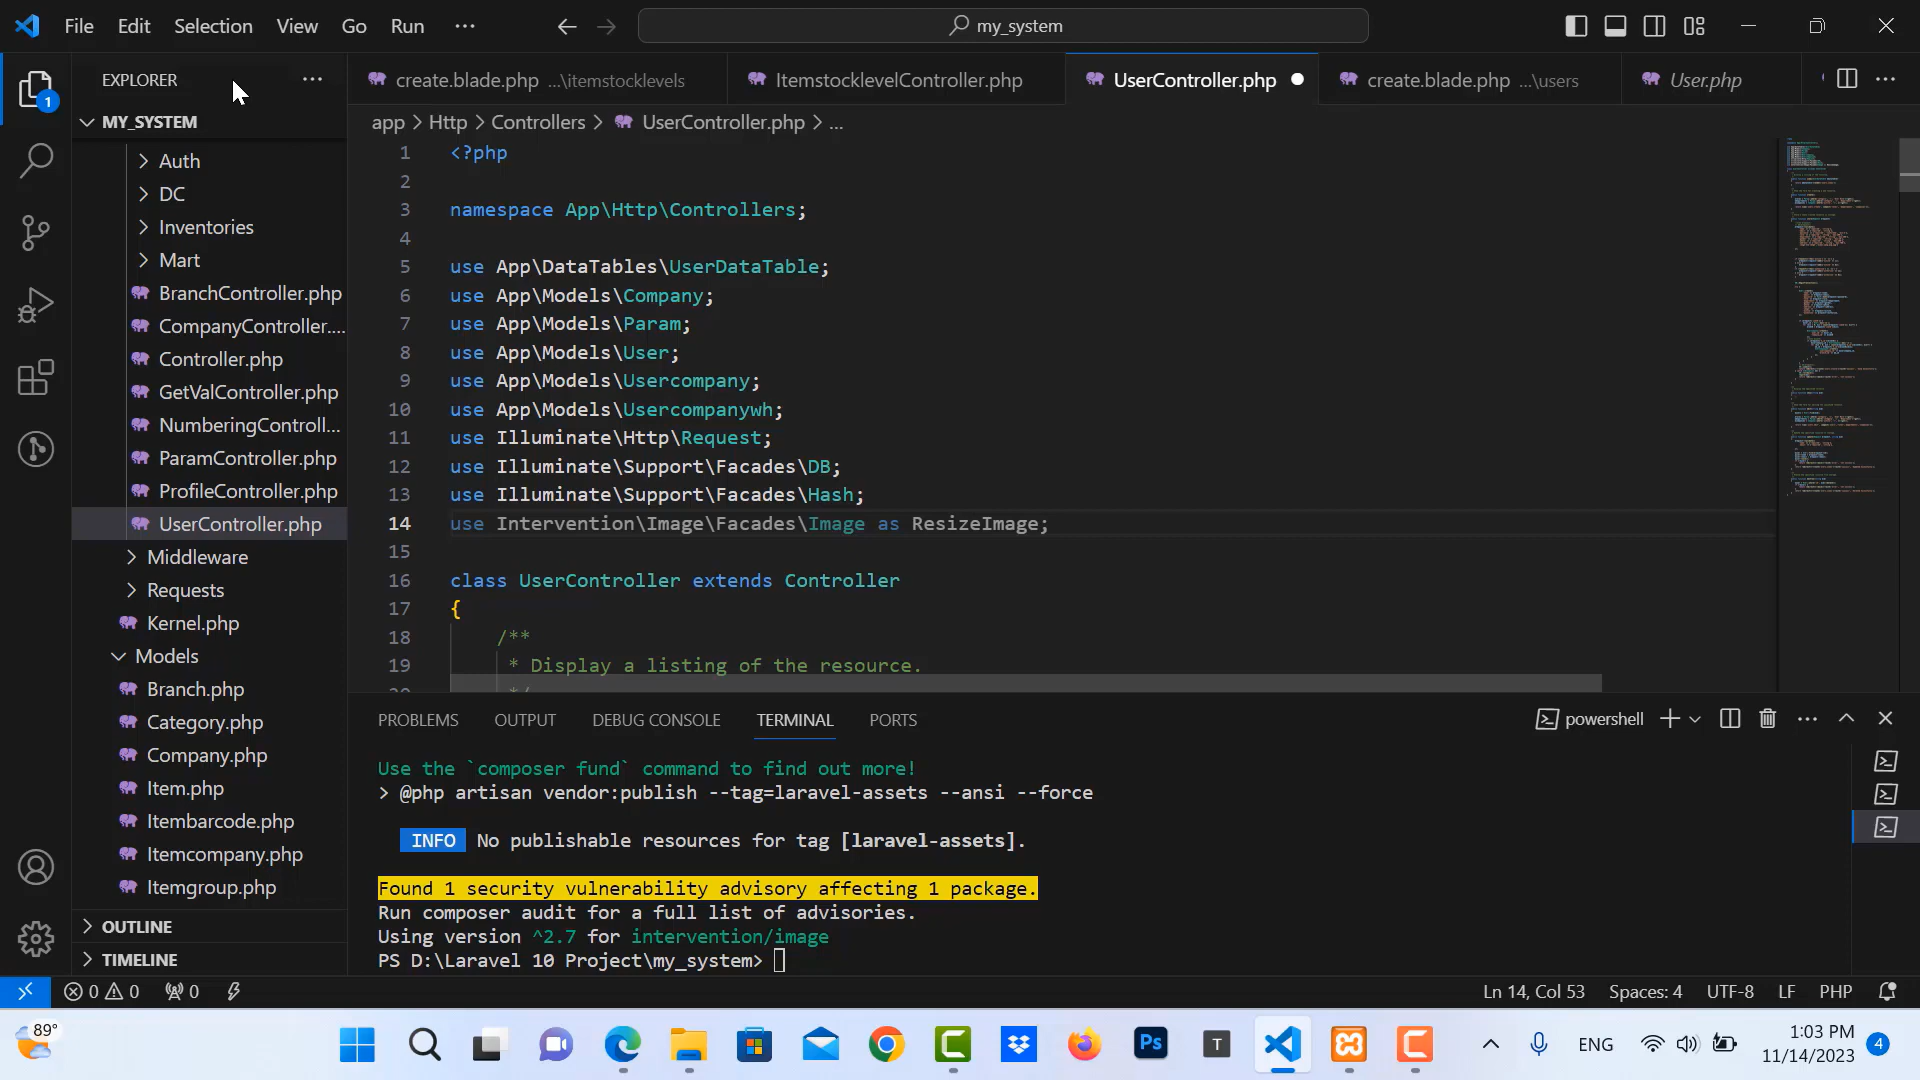 File Edit Selection View Go Run ... my_system
EXPLORER
1
MY_SYSTEM
Auth
DC
Inventories
Mart
BranchController.php
CompanyController....
Controller.php
GetValController.php
NumberingControll...
ParamController.php
ProfileController.php
UserController.php
Middleware
Requests
Kernel.php
Models
Branch.php
Category.php
Company.php
Item.php
Itembarcode.php
Itemcompany.php
Itemgroup.php
OUTLINE
TIMELINE
create.blade.php ...\itemstocklevels ItemstocklevelController.php UserController.php create.blade.php ...\users User.php
app > Http > Controllers > UserController.php > ...
1 <?php
2
3 namespace App\Http\Controllers;
4
5 use App\DataTables\UserDataTable;
6 use App\Models\Company;
7 use App\Models\Param;
8 use App\Models\User;
9 use App\Models\Usercompany;
10 use App\Models\Usercompanywh;
11 use Illuminate\Http\Request;
12 use Illuminate\Support\Facades\DB;
13 use Illuminate\Support\Facades\Hash;
14 use Intervention\Image\Facades\Image as ResizeImage;
15
16 class UserController extends Controller
17 {
18 /**
19 * Display a listing of the resource.
20 */
PROBLEMS OUTPUT DEBUG CONSOLE TERMINAL PORTS powershell
Use the `composer fund` command to find out more!
> @php artisan vendor:publish --tag=laravel-assets --ansi --force
INFO No publishable resources for tag [laravel-assets].
Found 1 security vulnerability advisory affecting 1 package.
Run composer audit for a full list of advisories.
Using version ^2.7 for intervention/image
PS D:\Laravel 10 Project\my_system>
0 0 0 Ln 14, Col 53 Spaces: 4 UTF-8 LF PHP
89° Ps T ENG 1:03 PM 4
11/14/2023